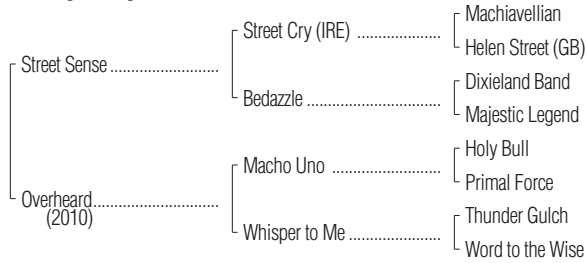 Machiavellian
Street Cry (IRE) ....................
Helen Street (GB)
Street Sense ..........................
Dixieland Band
Bedazzle .................................
Majestic Legend
Holy Bull
Macho Uno ...........................
Primal Force
Overheard..............................
(2010)
Thunder Gulch
Whisper to Me ......................
Word to the Wise